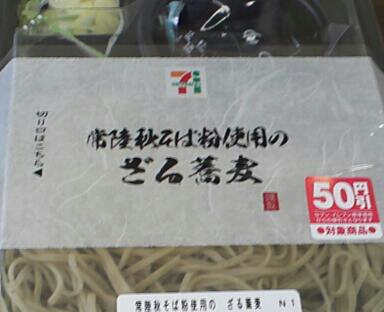 常陸秋そば粉使用の
ざる蕎麦
50円引
●対象商品●
常陸秋そば粉使用の ざる蕎麦 N 1